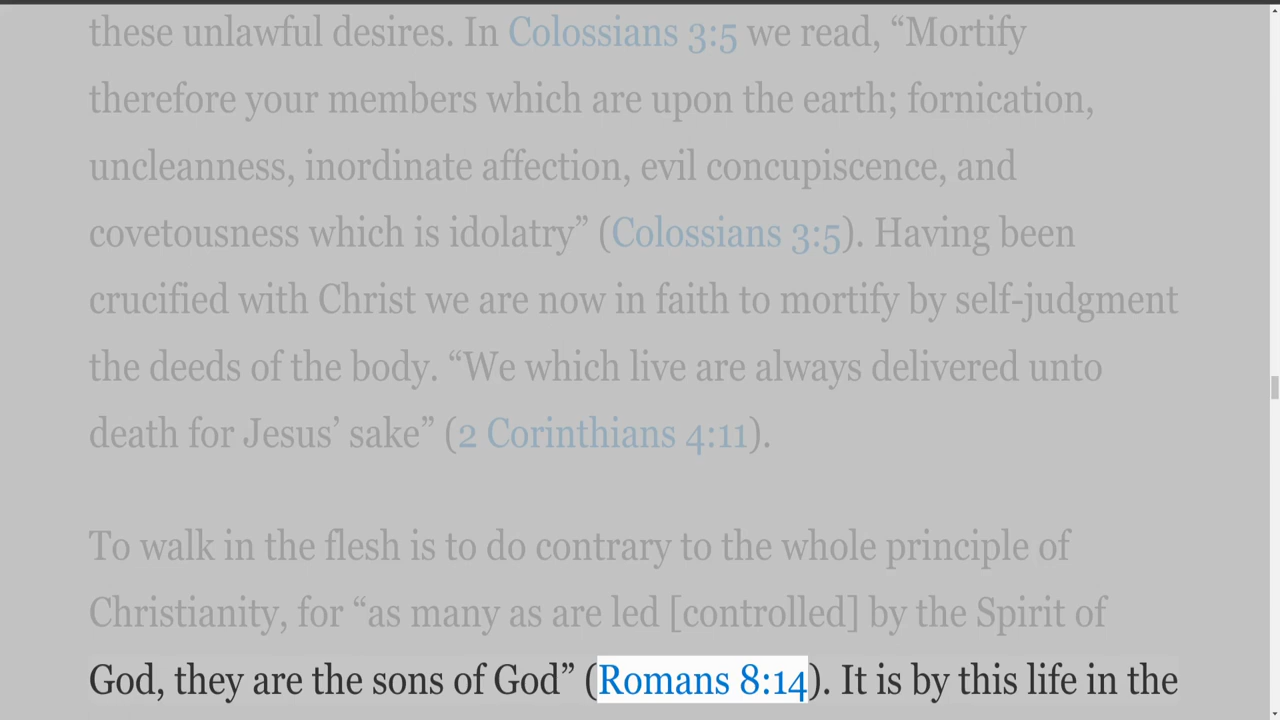 these unlawful desires. In Colossians 3:5 we read, “Mortify
therefore your members which are upon the earth; fornication,
uncleanness, inordinate affection, evil concupiscence, and
covetousness which is idolatry” (Colossians 3:5). Having been
crucified with Christ we are now in faith to mortify by self-judgment
the deeds of the body. “We which live are always delivered unto
death for Jesus’ sake” (2 Corinthians 4:11).
To walk in the flesh is to do contrary to the whole principle of
Christianity, for “as many as are led [controlled] by the Spirit of
God, they are the sons of God” (Romans 8:14). It is by this life in the